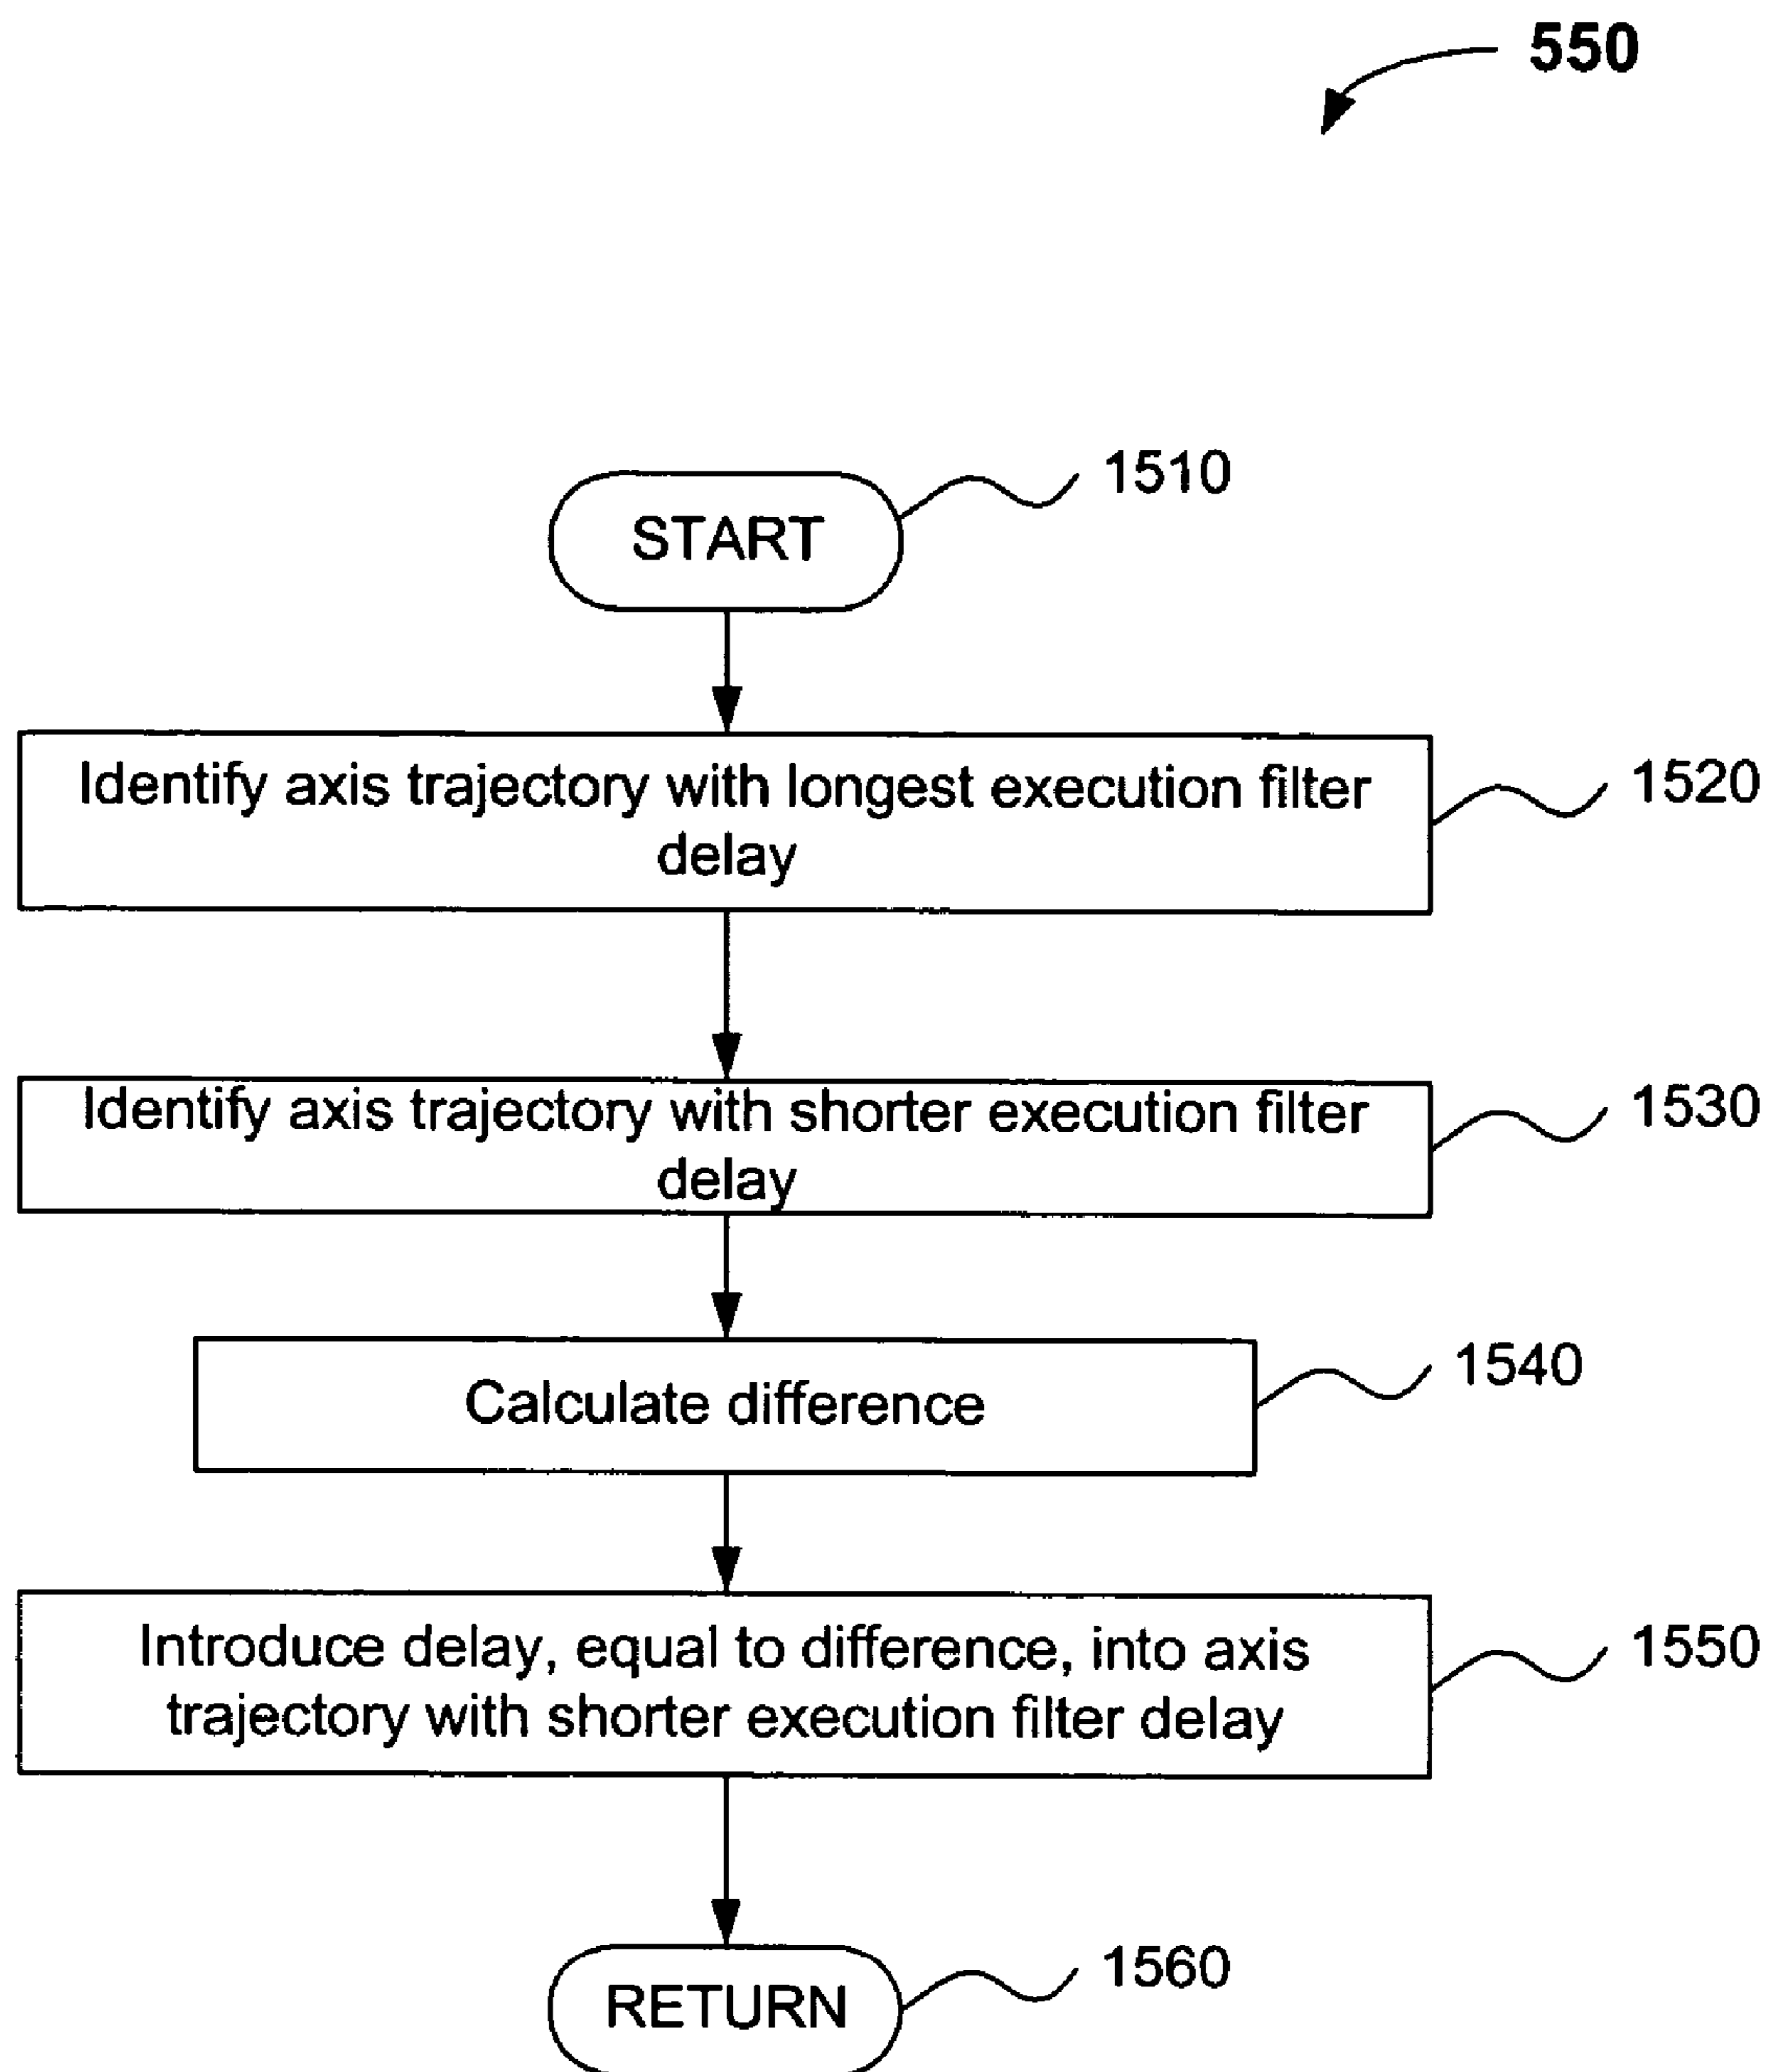 550
START
1510
Identify axis trajectory with longest execution filter
delay
1520
Identify axis trajectory with shorter execution filter
delay
1530
Calculate difference
1540
Introduce delay, equal to difference, into axis
trajectory with shorter execution filter delay
1550
RETURN
1560